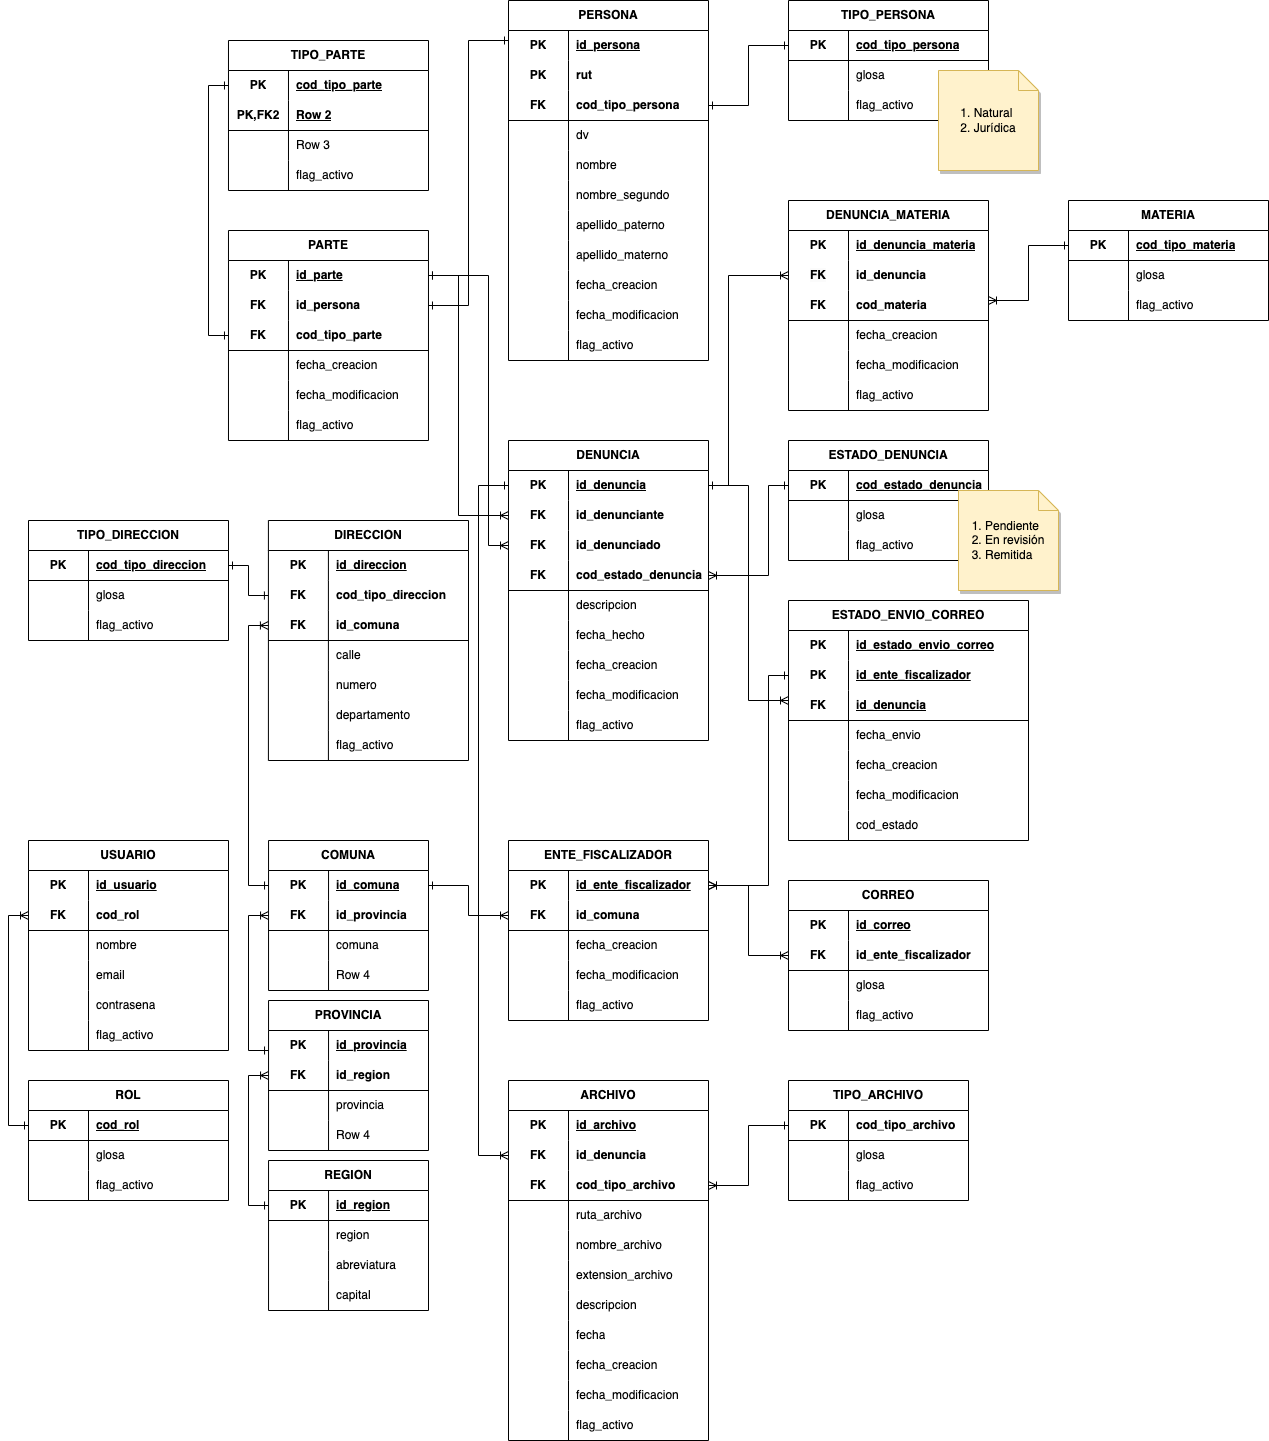 TIPO_PARTE
PK cod_tipo_parte
PK,FK2 Row 2
Row 3
flag_activo
PERSONA
PK id_persona
PK rut
FK cod_tipo_persona
dv
nombre
nombre_segundo
apellido_paterno
apellido_materno
fecha_creacion
fecha_modificacion
flag_activo
TIPO_PERSONA
PK cod_tipo_persona
glosa
flag_activo
1. Natural
2. Jurídica
PARTE
PK id_parte
FK id_persona
FK cod_tipo_parte
fecha_creacion
fecha_modificacion
flag_activo
DENUNCIA_MATERIA
PK id_denuncia_materia
FK id_denuncia
FK cod_materia
fecha_creacion
fecha_modificacion
flag_activo
MATERIA
PK cod_tipo_materia
glosa
flag_activo
DENUNCIA
PK id_denuncia
FK id_denunciante
FK id_denunciado
FK cod_estado_denuncia
descripcion
fecha_hecho
fecha_creacion
fecha_modificacion
flag_activo
ESTADO_DENUNCIA
PK cod_estado_denuncia
glosa
flag_activo
1. Pendiente
2. En revisión
3. Remitida
TIPO_DIRECCION
PK cod_tipo_direccion
glosa
flag_activo
DIRECCION
PK id_direccion
FK cod_tipo_direccion
FK id_comuna
calle
numero
departamento
flag_activo
ESTADO_ENVIO_CORREO
PK id_estado_envio_correo
PK id_ente_fiscalizador
FK id_denuncia
fecha_envio
fecha_creacion
fecha_modificacion
cod_estado
USUARIO
PK id_usuario
FK cod_rol
nombre
email
contrasena
flag_activo
COMUNA
PK id_comuna
FK id_provincia
comuna
Row 4
ENTE_FISCALIZADOR
PK id_ente_fiscalizador
FK id_comuna
fecha_creacion
fecha_modificacion
flag_activo
CORREO
PK id_correo
FK id_ente_fiscalizador
glosa
flag_activo
PROVINCIA
PK id_provincia
FK id_region
provincia
Row 4
ROL
PK cod_rol
glosa
flag_activo
REGION
PK id_region
region
abreviatura
capital
ARCHIVO
PK id_archivo
FK id_denuncia
FK cod_tipo_archivo
ruta_archivo
nombre_archivo
extension_archivo
descripcion
fecha
fecha_creacion
fecha_modificacion
flag_activo
TIPO_ARCHIVO
PK cod_tipo_archivo
glosa
flag_activo